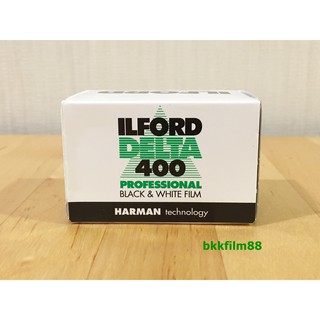 ILFORD
DELTA
400
PROFESSIONAL
BLACK & WHITE FILM
HARMAN technology
bkkfilm88